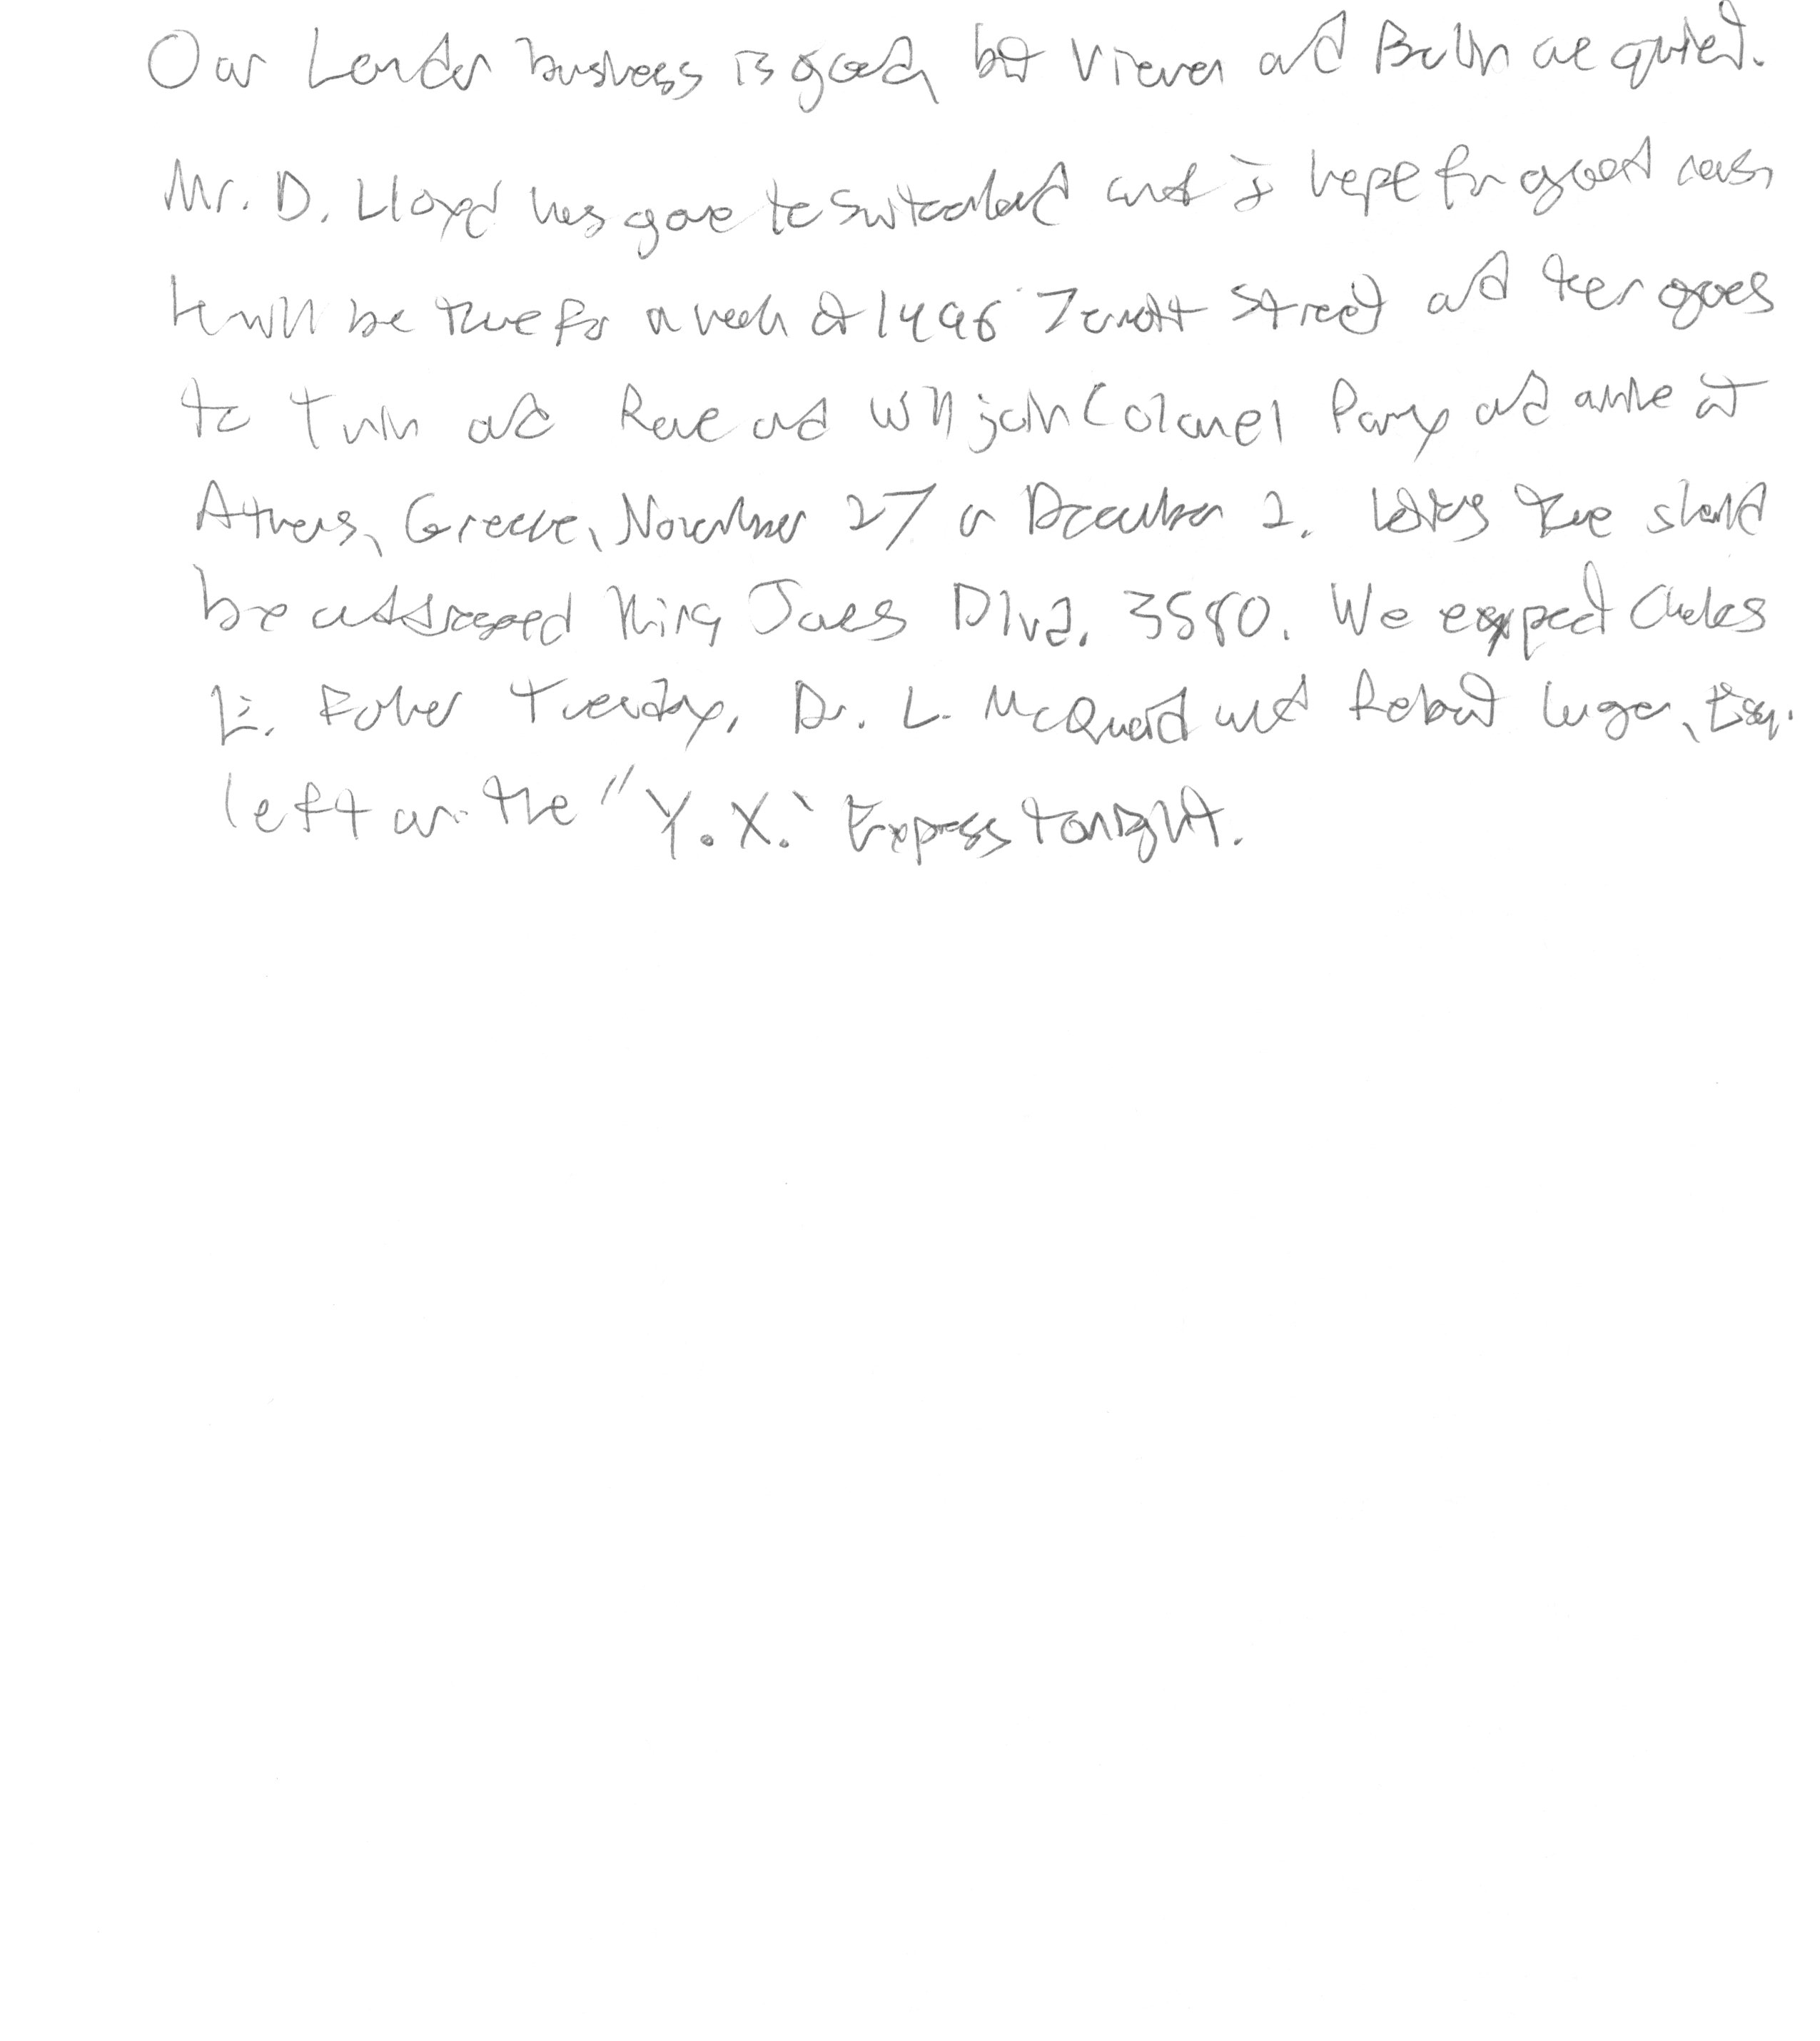 Our London business is good, but Vienna and Berlin are quiet.
Mr. D. Lloyd has gone to Switzerland and I hope for good news,
He will be there for a week at 1496 Zermott Street and then goes
to Turin and Rome and will join Colonel Parry and arrive at
Athens, Greece, November 27 or December 2. Letters there should
be addressed King James Blvd. 3580. We expect Charles
E. Fuller Tuesday. Dr. L. McQuaid and Robert Unger, Esq.
left on the "Y.X." Express tonight.